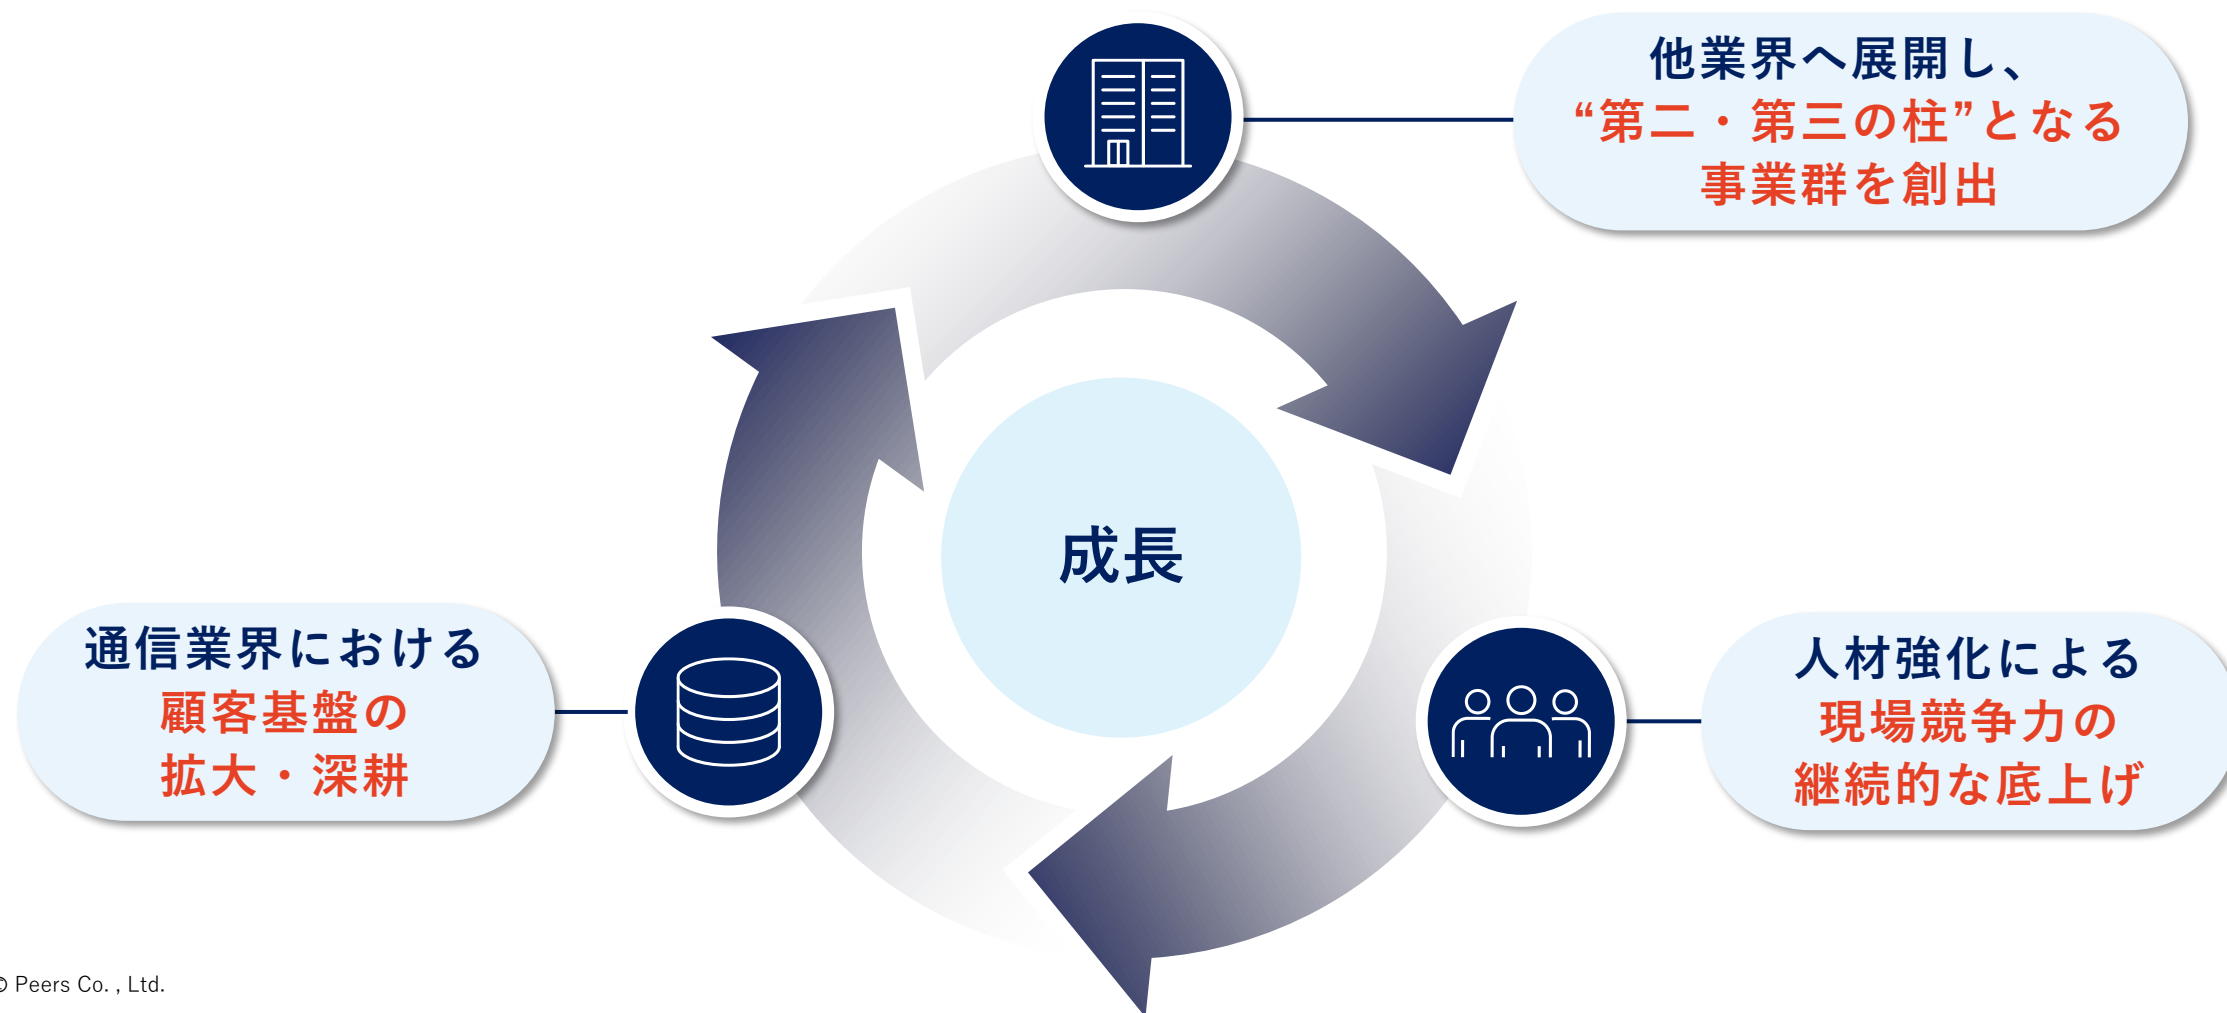 他業界へ展開し、
“第二・第三の柱”となる
事業群を創出
成長
通信業界における
顧客基盤の
拡大・深耕
人材強化による
現場競争力の
継続的な底上げ
© Peers Co. , Ltd.